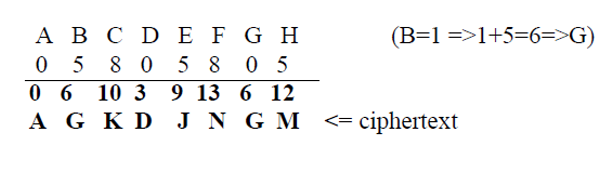 A B C D E F G H (B=1 =>1+5=6=>G)
0 5 8 0 5 8 0 5
0 6 10 3 9 13 6 12
A G K D J N G M <= ciphertext